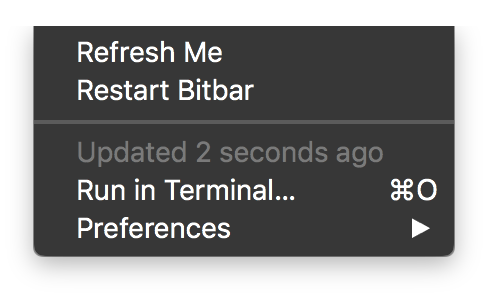 Refresh Me
Restart Bitbar
Updated 2 seconds ago
Run in Terminal... ⌘O
Preferences ▶